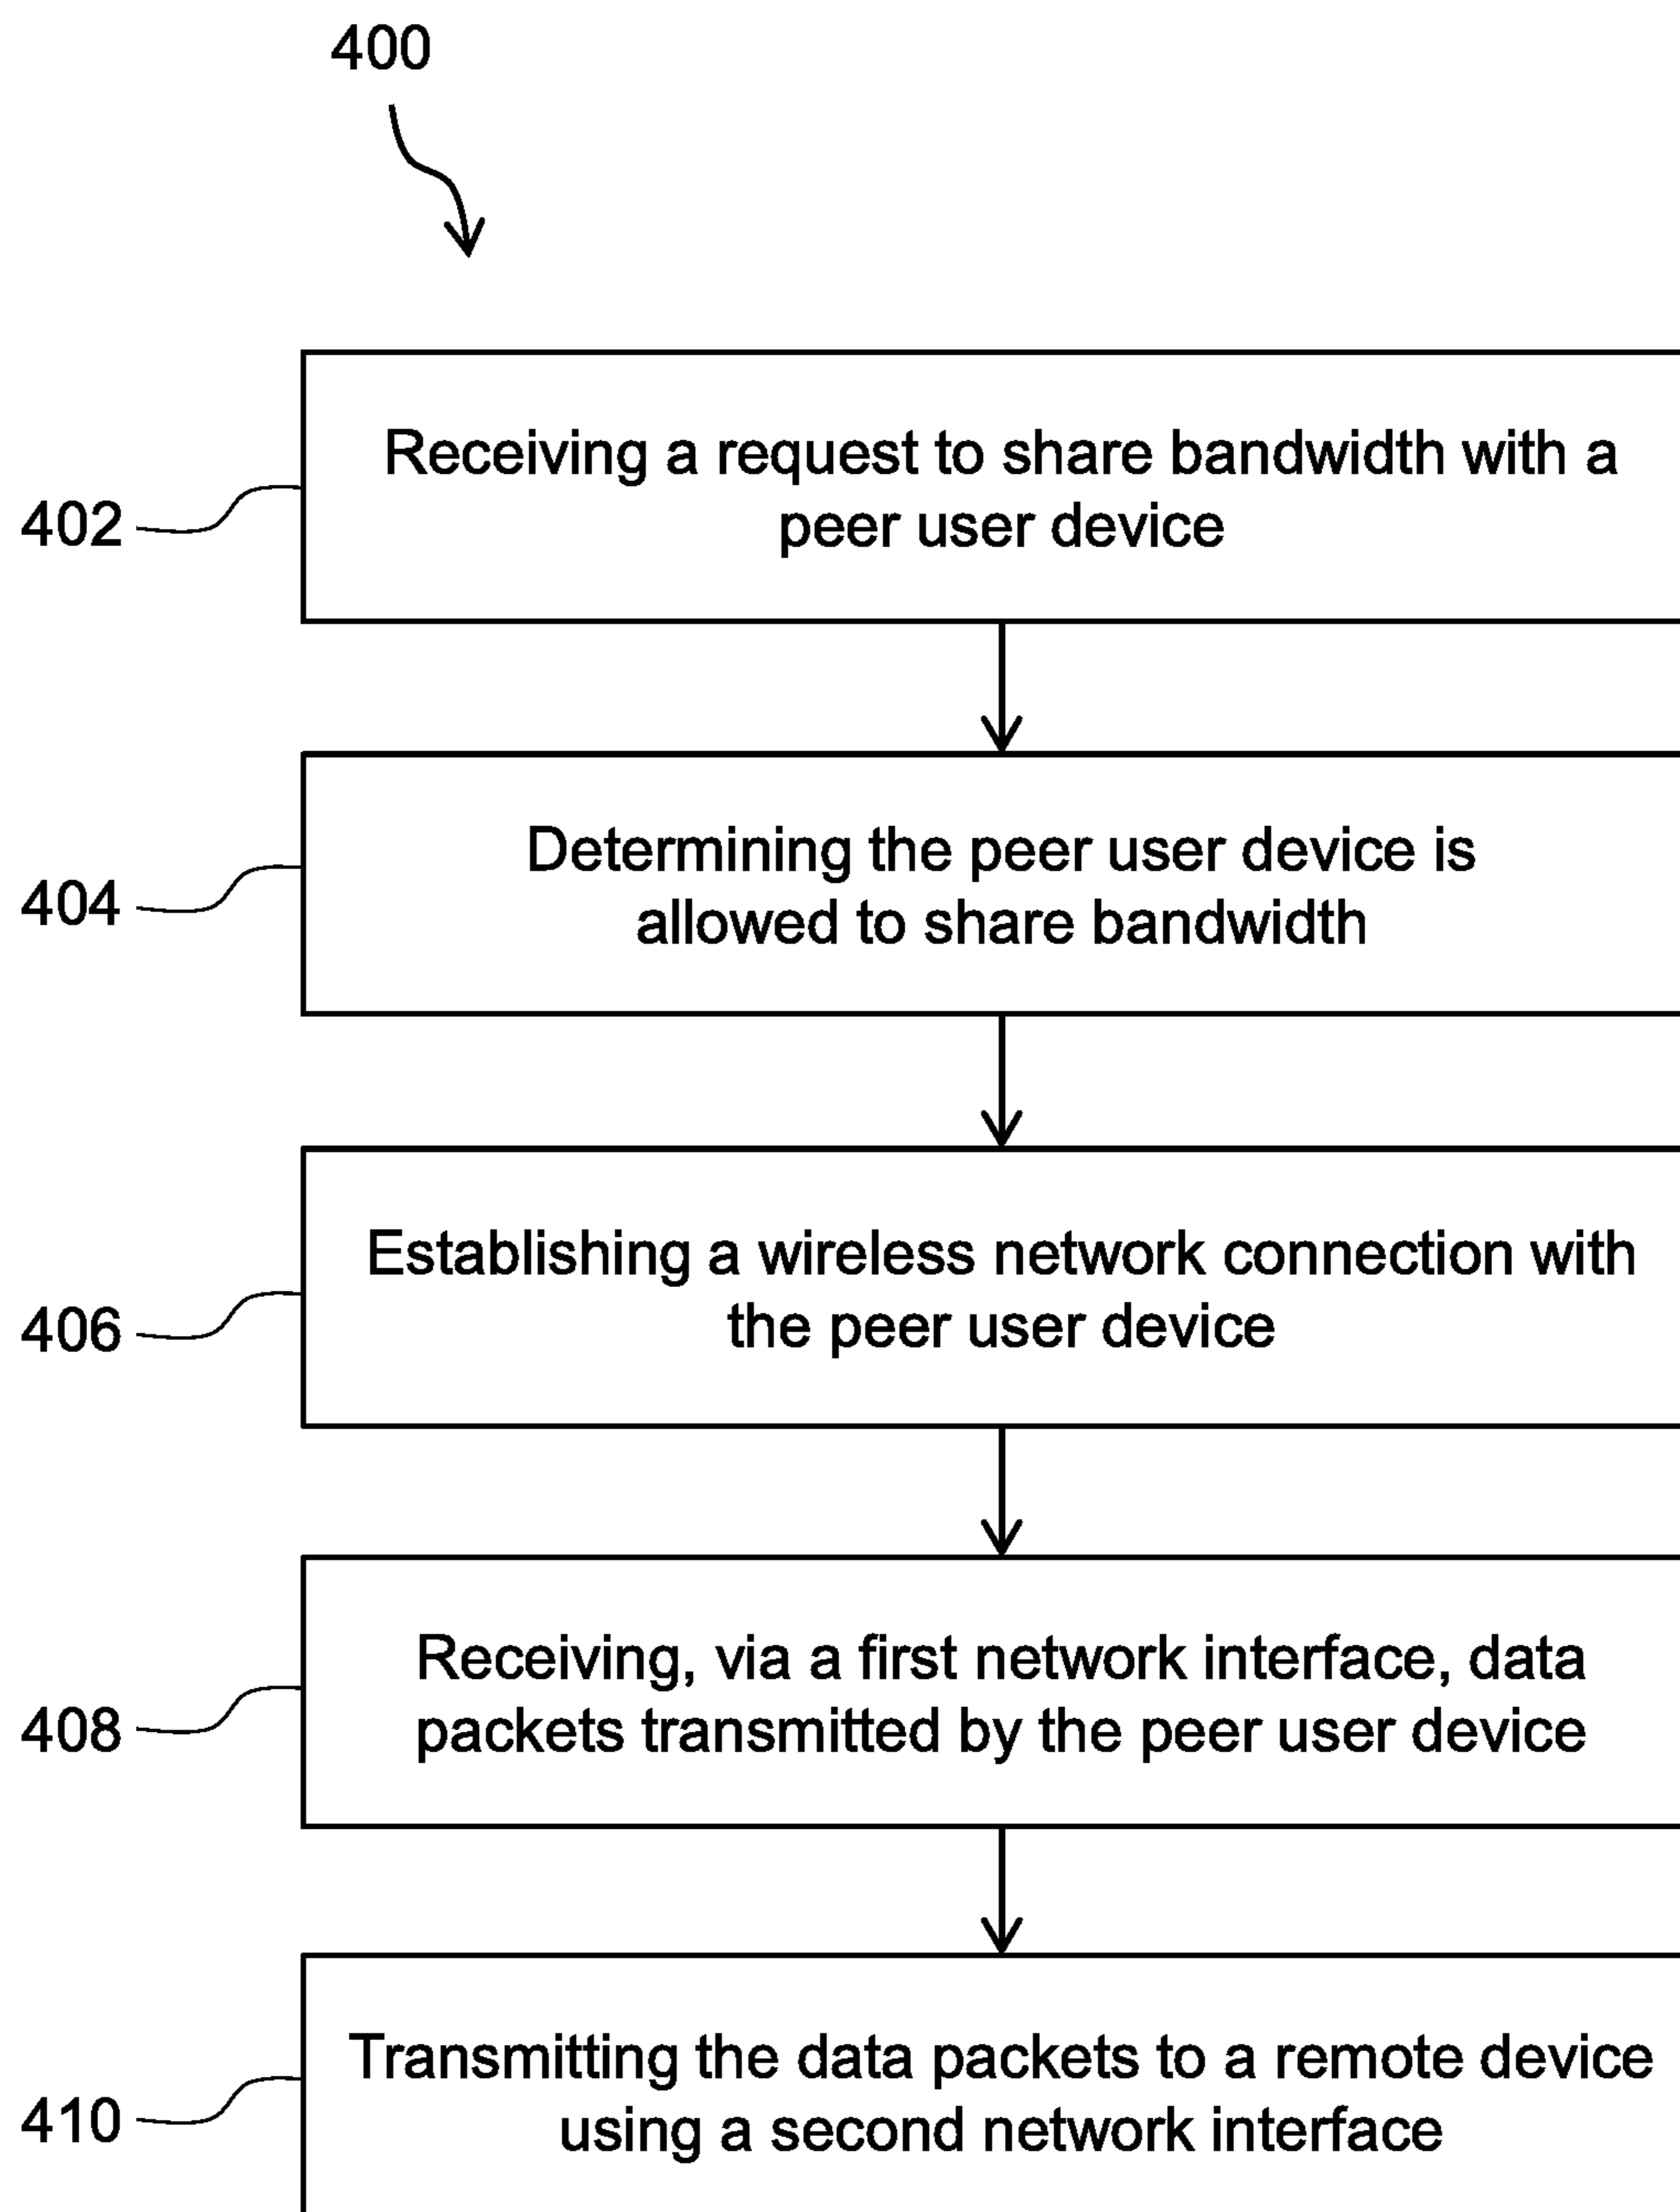 400
402
Receiving a request to share bandwidth with a
peer user device
404
Determining the peer user device is
allowed to share bandwidth
406
Establishing a wireless network connection with
the peer user device
408
Receiving, via a first network interface, data
packets transmitted by the peer user device
410
Transmitting the data packets to a remote device
using a second network interface